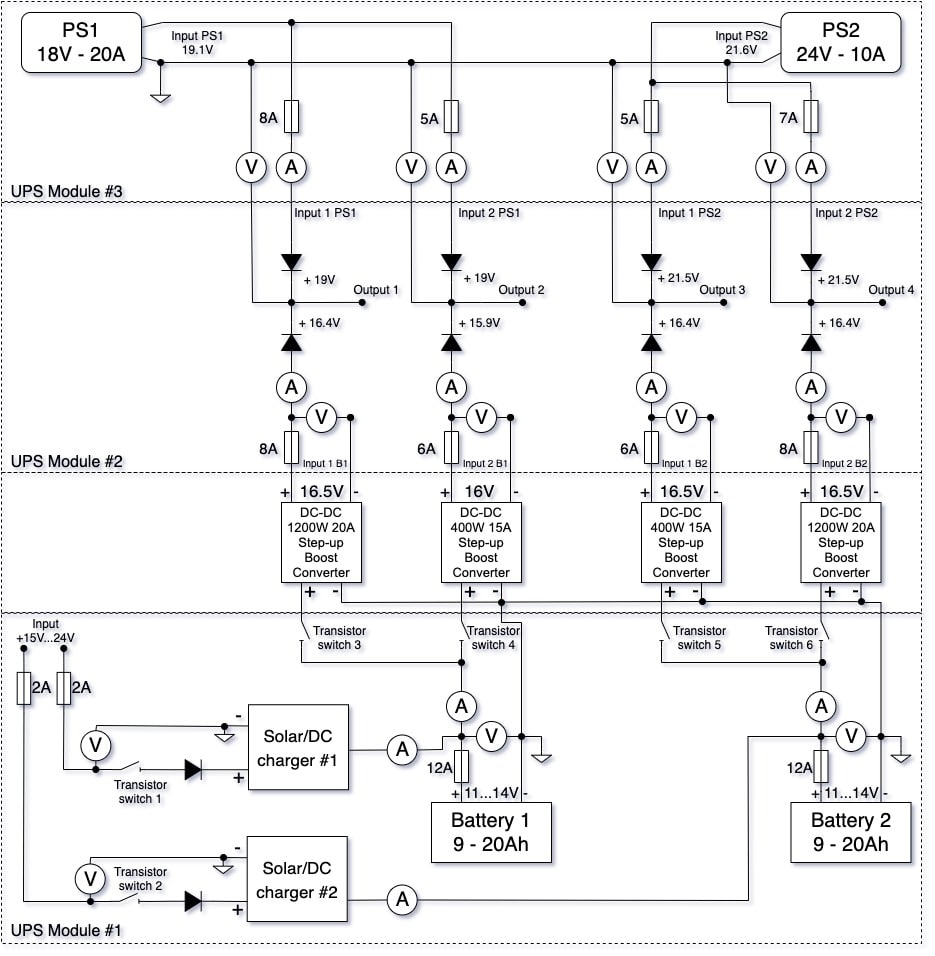 PS1
18V - 20A
Input PS1
19.1V
Input PS2
21.6V
PS2
24V - 10A
8A
5A
5A
7A
V
A
V
A
V
A
V
A
UPS Module #3
Input 1 PS1
Input 2 PS1
Input 1 PS2
Input 2 PS2
+ 19V
+ 19V
+ 21.5V
+ 21.5V
Output 1
Output 2
Output 3
Output 4
+ 16.4V
+ 15.9V
+ 16.4V
+ 16.4V
A
A
A
A
V
V
V
V
8A
6A
6A
8A
UPS Module #2
Input 1 B1
Input 2 B1
Input 1 B2
Input 2 B2
+ 16.5V -
+ 16V -
+ 16.5V -
+ 16.5V -
DC-DC
1200W 20A
Step-up
Boost
Converter
DC-DC
400W 15A
Step-up
Boost
Converter
DC-DC
400W 15A
Step-up
Boost
Converter
DC-DC
1200W 20A
Step-up
Boost
Converter
+ -
+ -
+ -
+ -
Input
+15V...24V
Transistor
switch 3
Transistor
switch 4
Transistor
switch 5
Transistor
switch 6
2A
2A
A
A
V
-
Solar/DC
charger #1
+
A
V
V
Transistor
switch 1
12A
12A
+ 11...14V -
+ 11...14V -
Battery 1
9 - 20Ah
Battery 2
9 - 20Ah
V
-
Transistor
switch 2
Solar/DC
charger #2
+
A
UPS Module #1